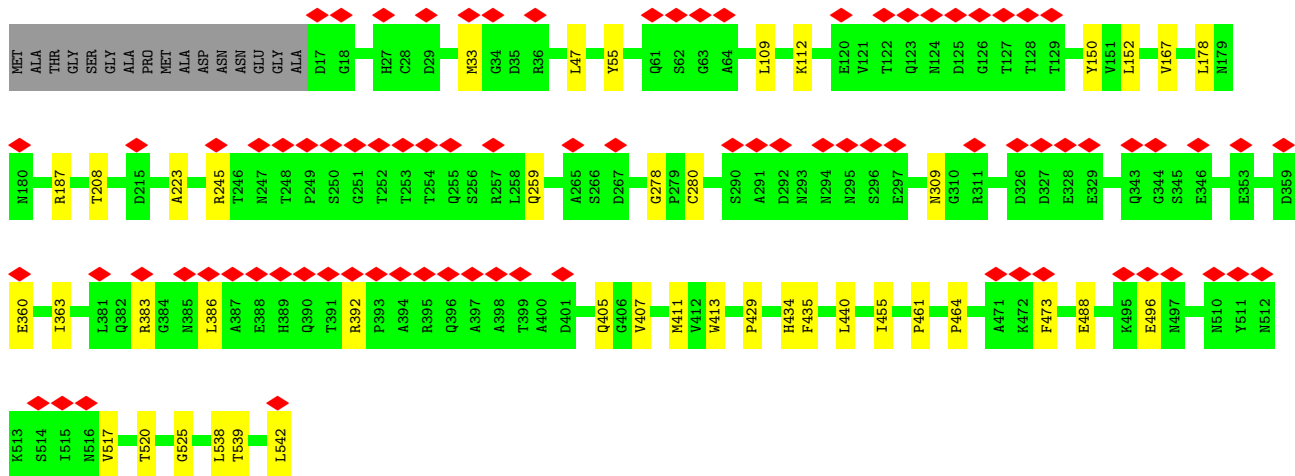 MET ALA THR GLY SER GLY ALA PRO MET ALA ASP ASN ASN GLU GLY ALA D17 G18 H27 C28 D29 M33 G34 D35 R36 L47 Y55 Q61 S62 G63 A64 L109 K112 E120 V121 T122 Q123 N124 D125 G126 T127 T128 T129 Y150 V151 L152 V167 L178 N179
N180 R187 T208 D215 A223 R245 T246 N247 T248 P249 S250 G251 T252 T253 T254 Q255 S256 R257 L258 Q259 A265 S266 D267 G278 P279 C280 S290 A291 D292 N293 N294 N295 S296 E297 N309 G310 R311 D326 D327 E328 E329 Q343 G344 S345 E346 E353 D359
E360 I363 L381 Q382 R383 G384 N385 L386 A387 E388 H389 Q390 T391 R392 P393 A394 R395 Q396 A397 A398 T399 A400 D401 Q405 G406 V407 M411 V412 W413 P429 H434 F435 L440 I455 P461 P464 A471 K472 F473 E488 K495 E496 N497 N510 Y511 N512
K513 S514 I515 N516 V517 T520 G525 L538 T539 L542